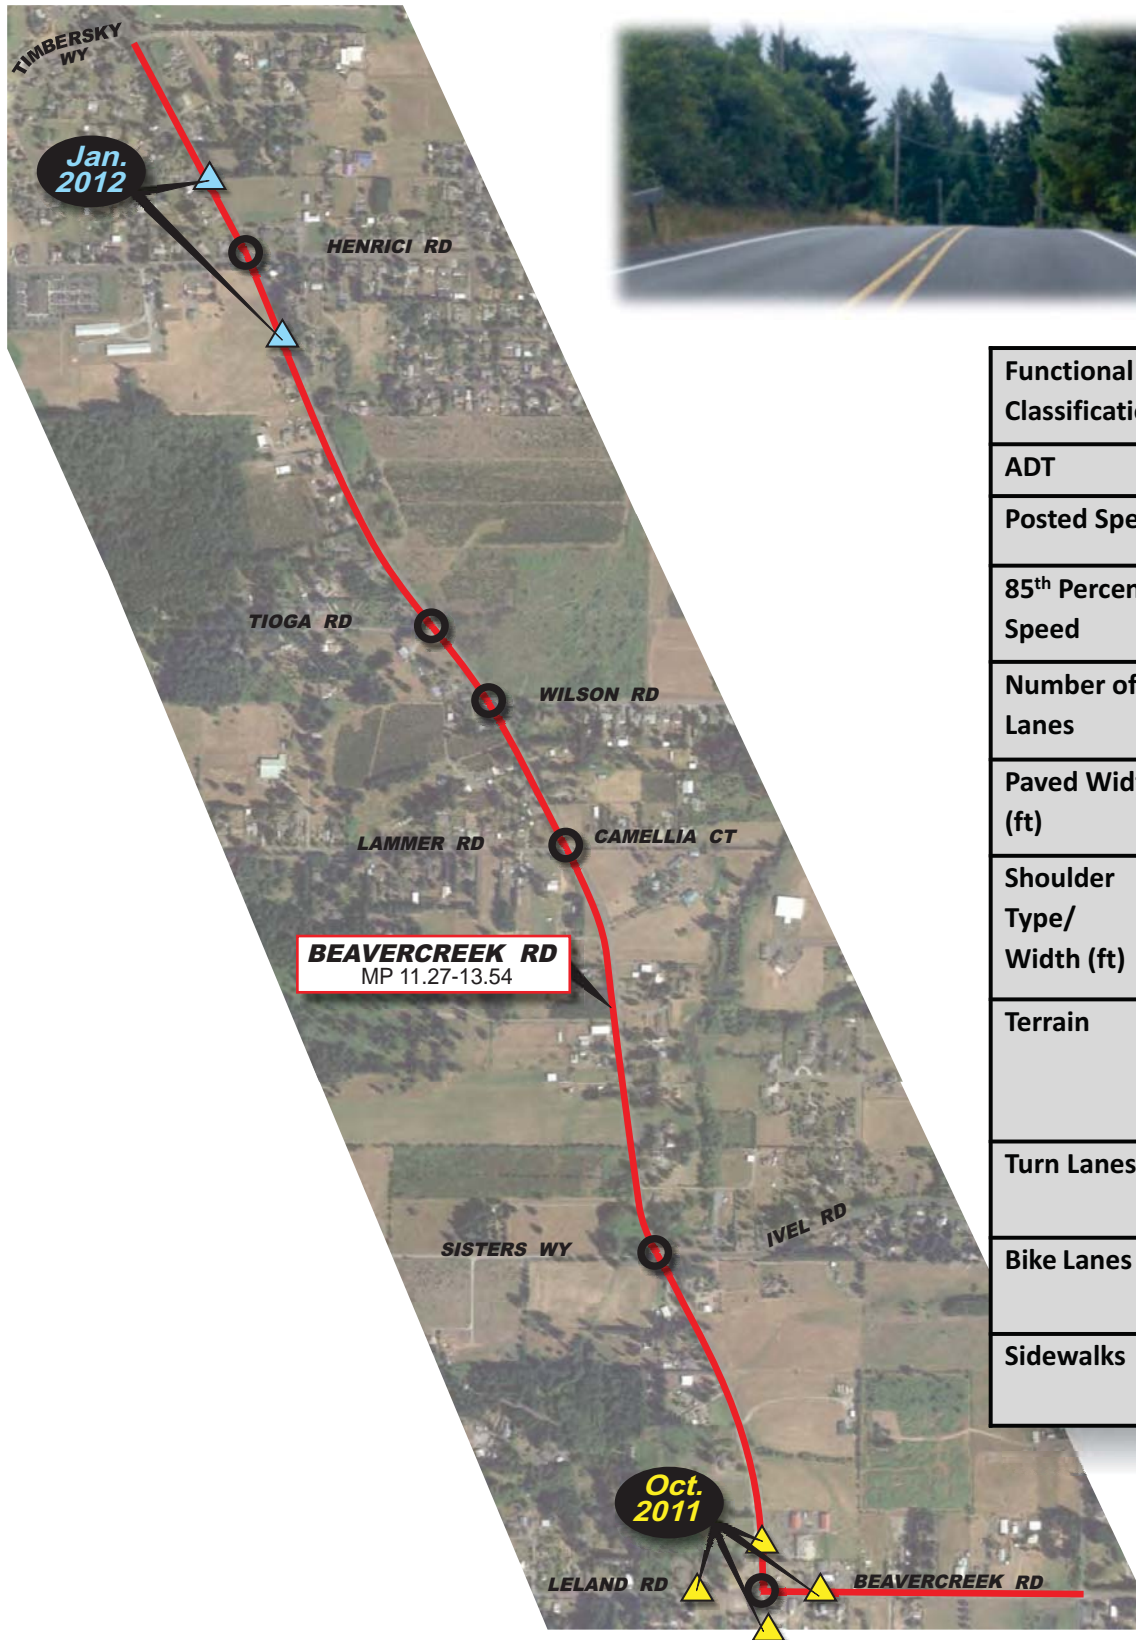 TIMBERSKY
WY
Jan.
2012
HENRICI RD
TIOGA RD
WILSON RD
LAMMER RD
CAMELLIA CT
BEAVERCREEK RD
MP 11.27-13.54
SISTERS WY
IVEL RD
Oct.
2011
LELAND RD
BEAVERCREEK RD
Functional
Classificati
ADT
Posted Spe
85th Percen
Speed
Number of
Lanes
Paved Wid
(ft)
Shoulder
Type/
Width (ft)
Terrain
Turn Lanes
Bike Lanes
Sidewalks